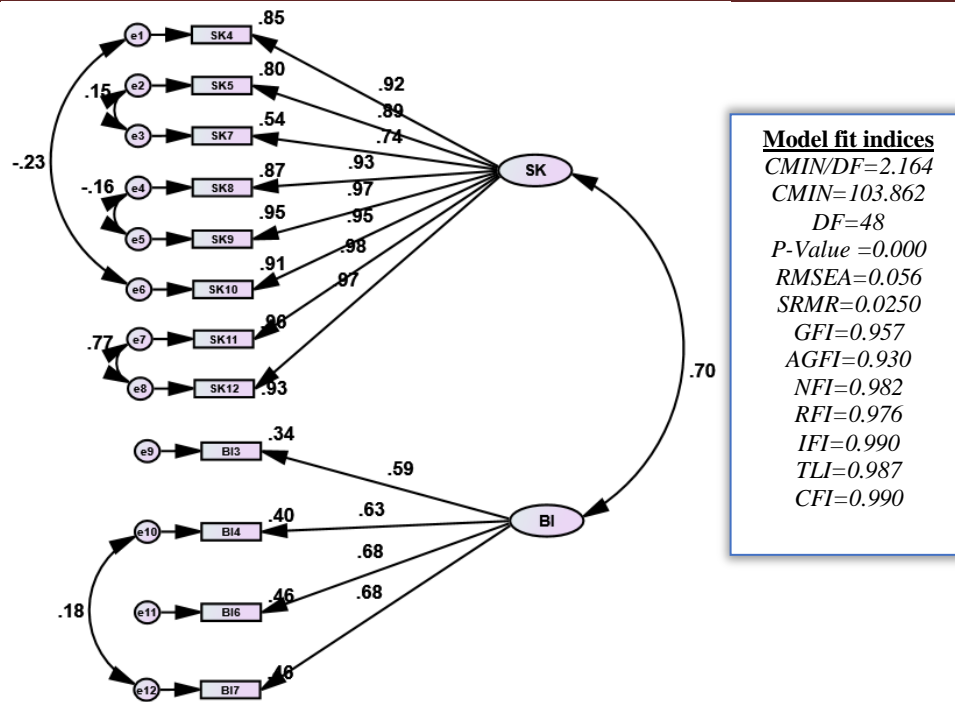 .85
e1
SK4
.92
.80
e2
SK5
.89
.15
.54
e3
SK7
.74
-.23
.93
.87
-.16
e4
SK8
.97
SK
.95
e5
SK9
.95
.91
.98
e6
SK10
.97
.96
e7
SK11
.77
e8
SK12
.93
.70
.34
e9
BI3
.59
.40
.63
e10
BI4
BI
.68
.46
.68
e11
BI6
.18
.46
e12
BI7
Model fit indices
CMIN/DF=2.164
CMIN=103.862
DF=48
P-Value =0.000
RMSEA=0.056
SRMR=0.0250
GFI=0.957
AGFI=0.930
NFI=0.982
RFI=0.976
IFI=0.990
TLI=0.987
CFI=0.990